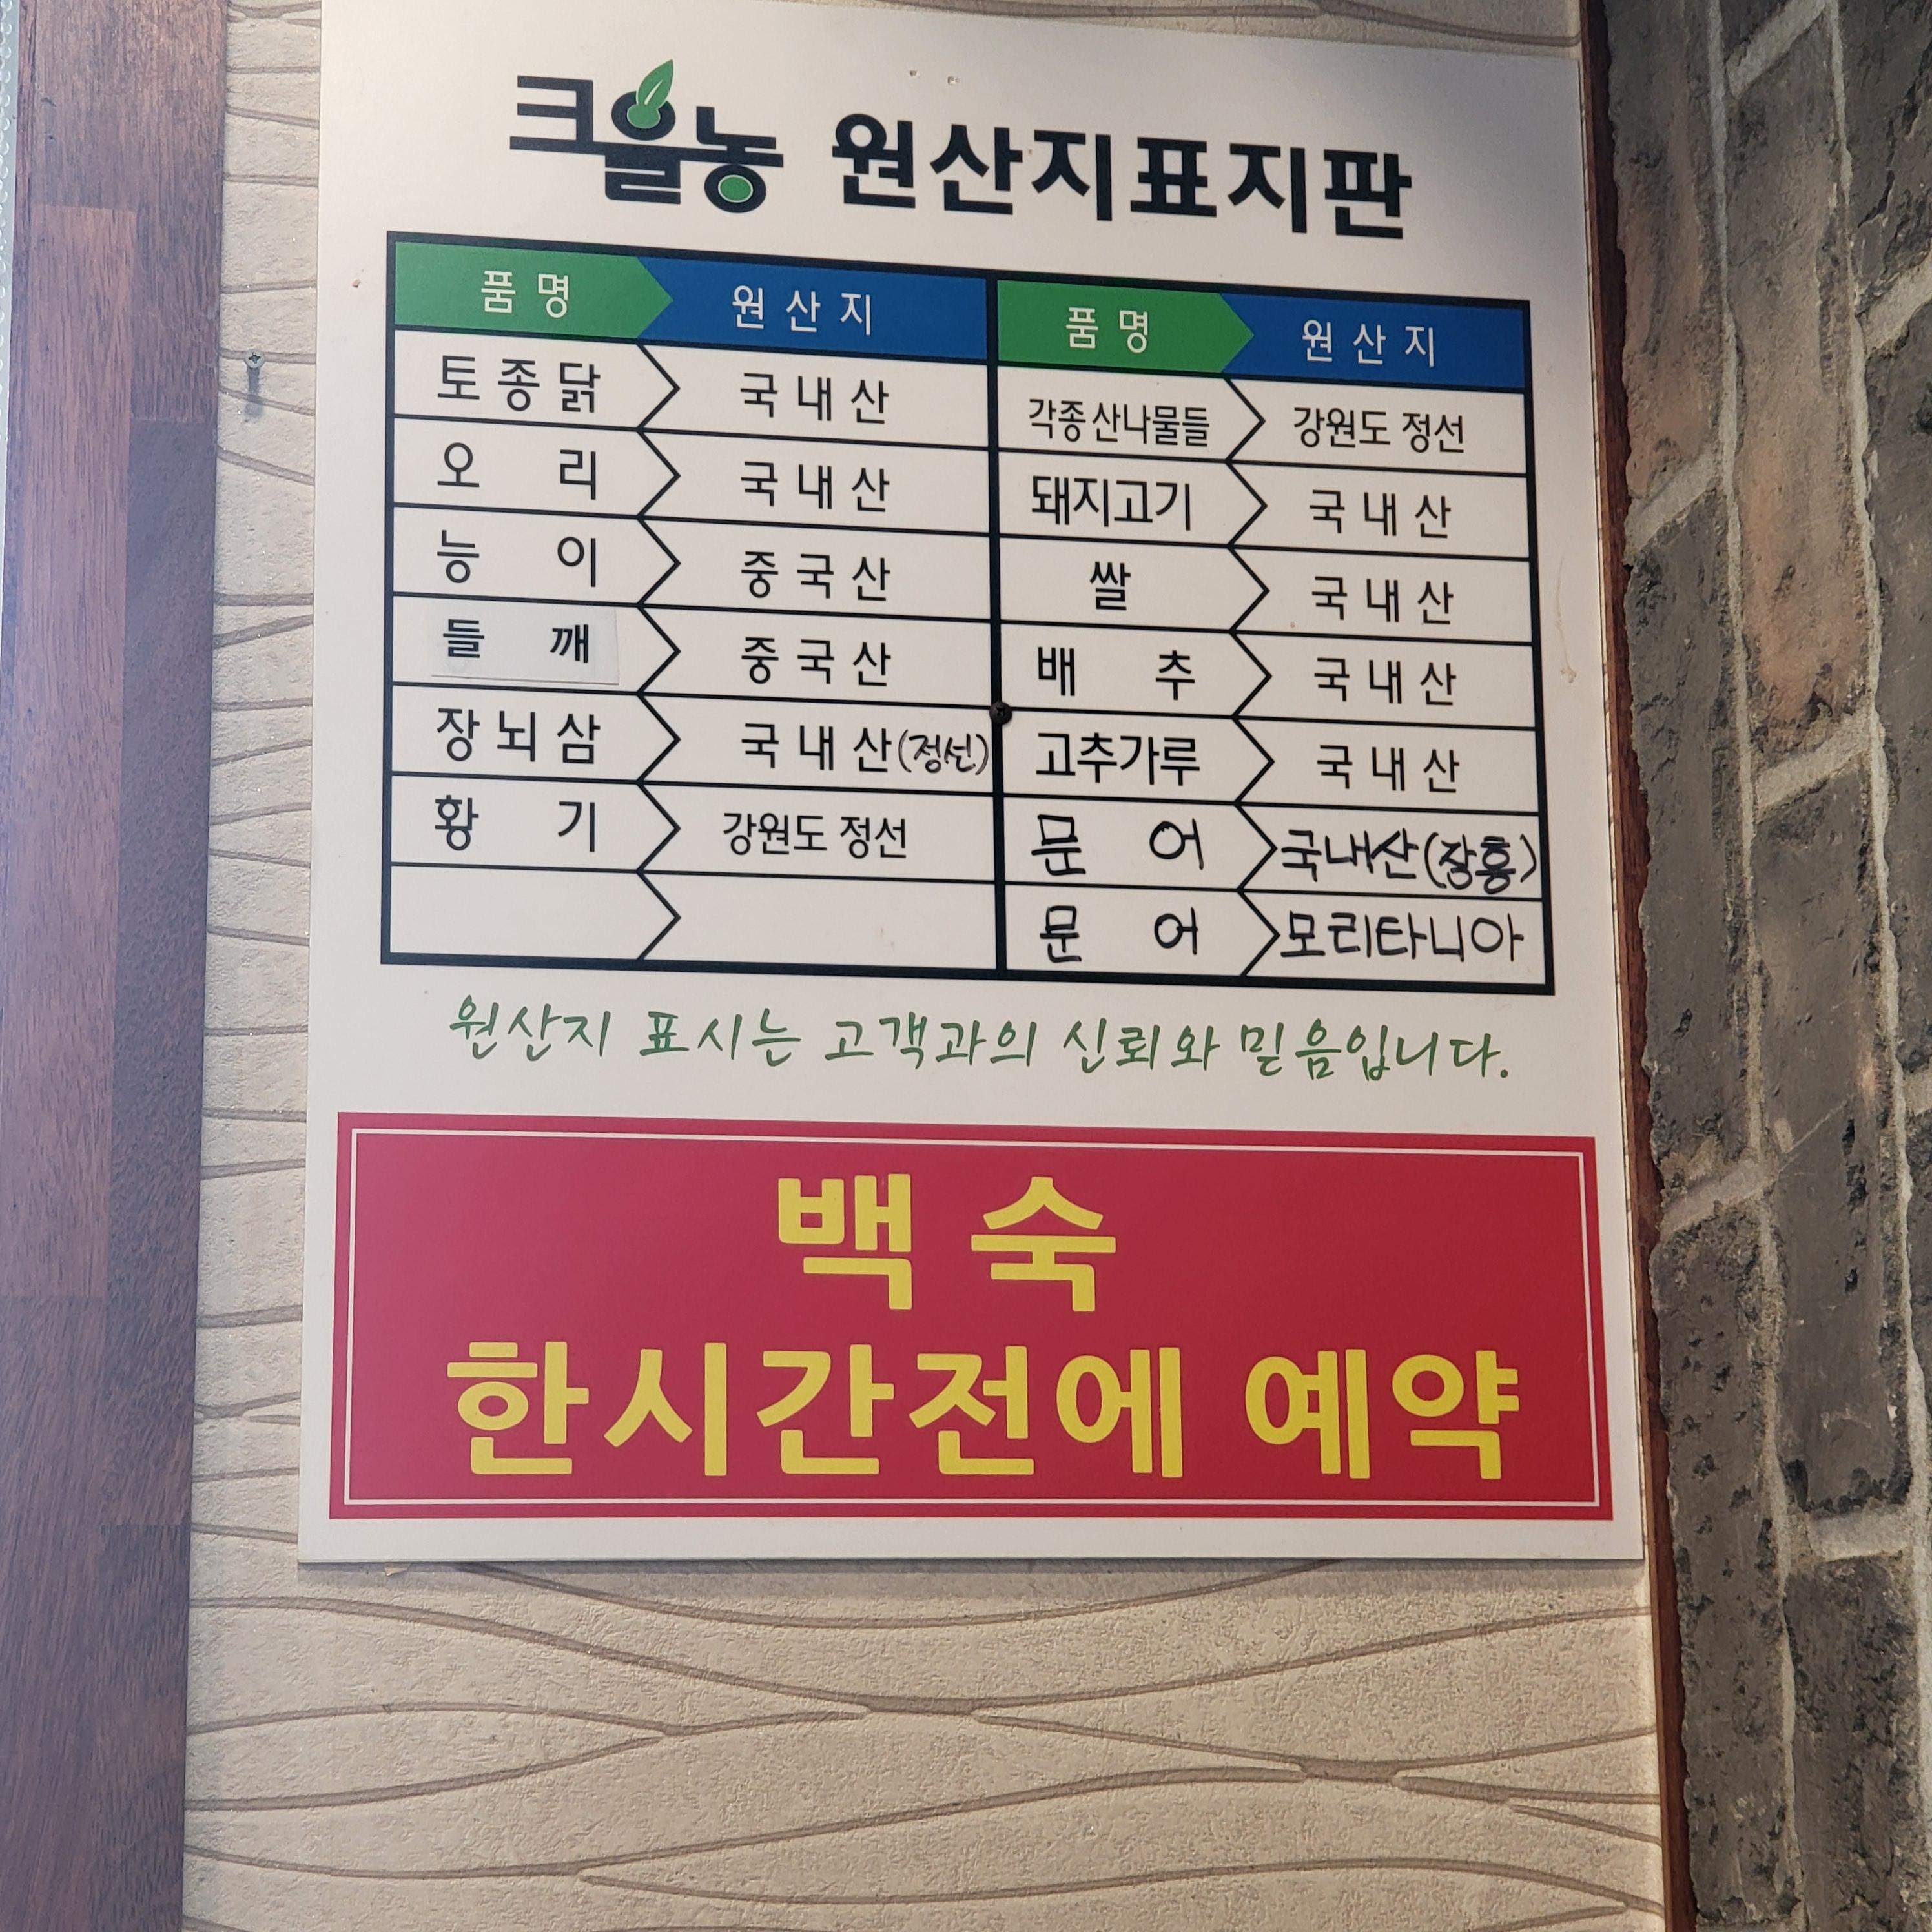 크을농 원산지표지판
품명 원산지 품명 원산지
토종닭 국내산 각종산나물들 강원도 정선
오리 국내산 돼지고기 국내산
능이 중국산 쌀 국내산
들깨 중국산 배추 국내산
장뇌삼 국내산(정선) 고추가루 국내산
황기 강원도 정선 문어 국내산(장흥)
문어 모리타니아
원산지 표시는 고객과의 신뢰와 믿음입니다.
백숙
한시간전에 예약